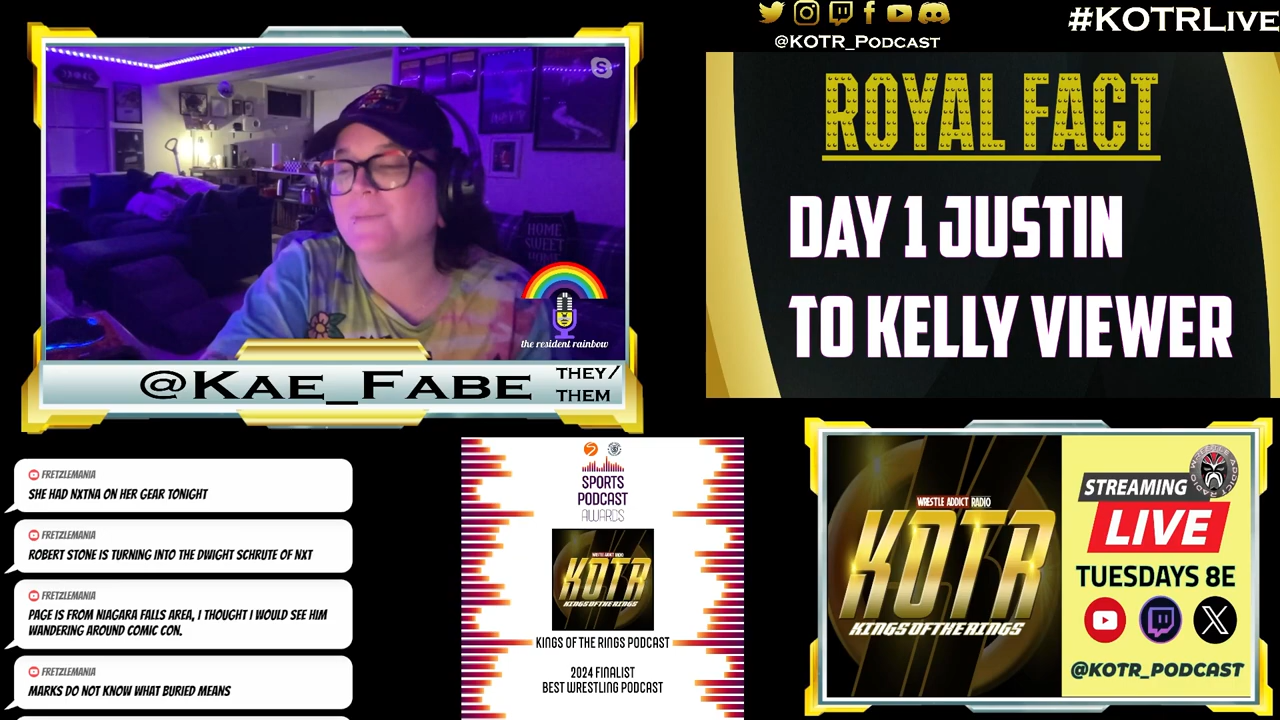 @KOTR_Podcast
#KOTRLive
ROYAL FACT
DAY 1 JUSTIN
TO KELLY VIEWER
HOME
SWEET
the resident rainbow
@Kae_Fabe
THEY/
THEM
FRETZLEMANIA
SHE HAD NXTNA ON HER GEAR TONIGHT
FRETZLEMANIA
ROBERT STONE IS TURNING INTO THE DWIGHT SCHRUTE OF NXT
FRETZLEMANIA
PAGE IS FROM NIAGARA FALLS AREA, I THOUGHT I WOULD SEE HIM
WANDERING AROUND COMIC CON.
FRETZLEMANIA
MARKS DO NOT KNOW WHAT BURIED MEANS
SPORTS
PODCAST
AWARDS
WRESTLE ADDICT RADIO
KOTR
KINGS OF THE RINGS
KINGS OF THE RINGS PODCAST
2024 FINALIST
BEST WRESTLING PODCAST
WRESTLE ADDICT RADIO
KOTR
KINGS OF THE RINGS
WRESTLE ADDICT RADIO
STREAMING
LIVE
TUESDAYS 8E
@KOTR_PODCAST